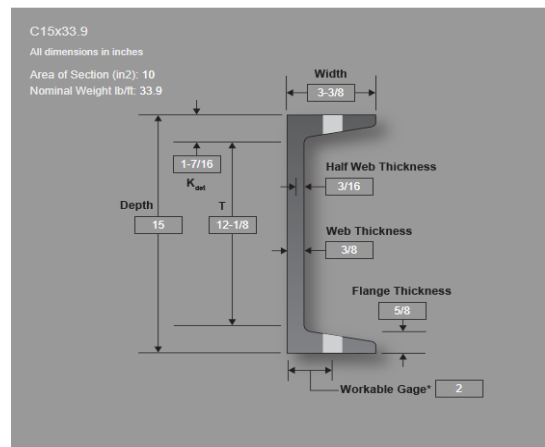 C15x33.9
All dimensions in inches
Area of Section (in2): 10
Nominal Weight lb/ft: 33.9
Width
3-3/8
1-7/16
Kdet
Half Web Thickness
3/16
Depth
15
T
12-1/8
Web Thickness
3/8
Flange Thickness
5/8
Workable Gage* 2